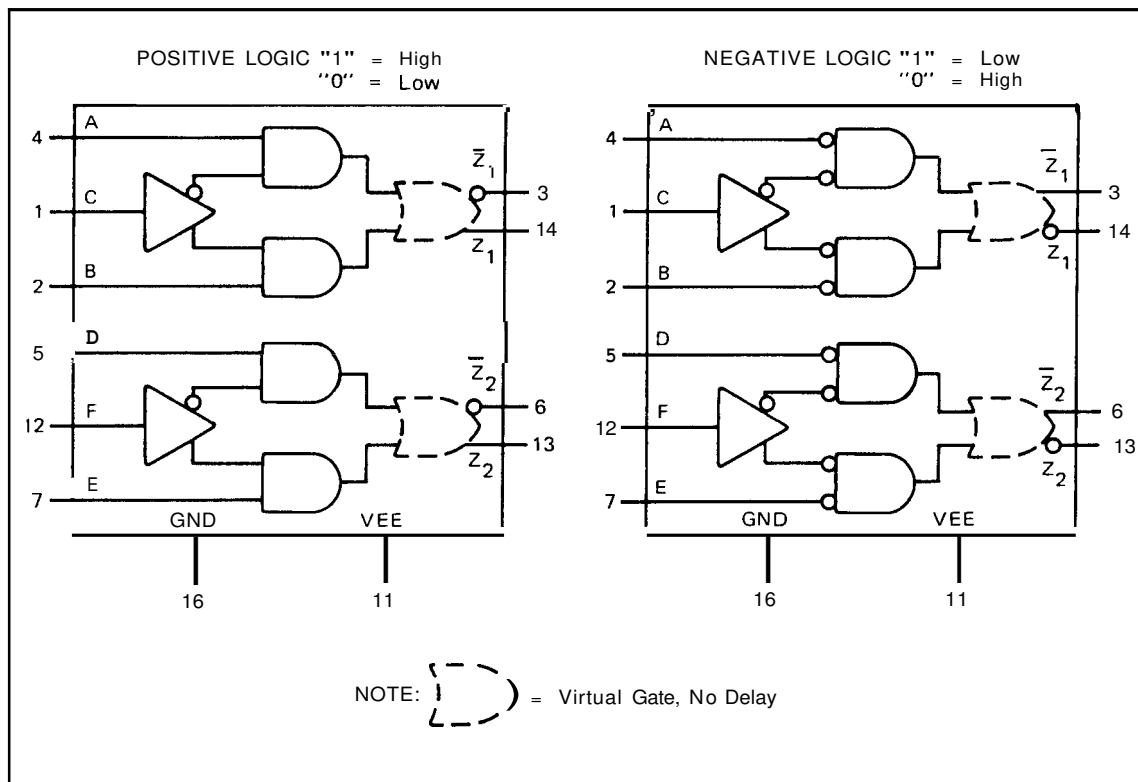 POSITIVE LOGIC "1" = High
"0" = Low
4 A
1 C
2 B
Z̅1 3
Z1 14
5 D
12 F
7 E
Z̅2 6
Z2 13
GND VEE
16 11
NEGATIVE LOGIC "1" = Low
"0" = High
4 A
1 C
2 B
Z̅1 3
Z1 14
5 D
12 F
7 E
Z̅2 6
Z2 13
GND VEE
16 11
NOTE: = Virtual Gate, No Delay